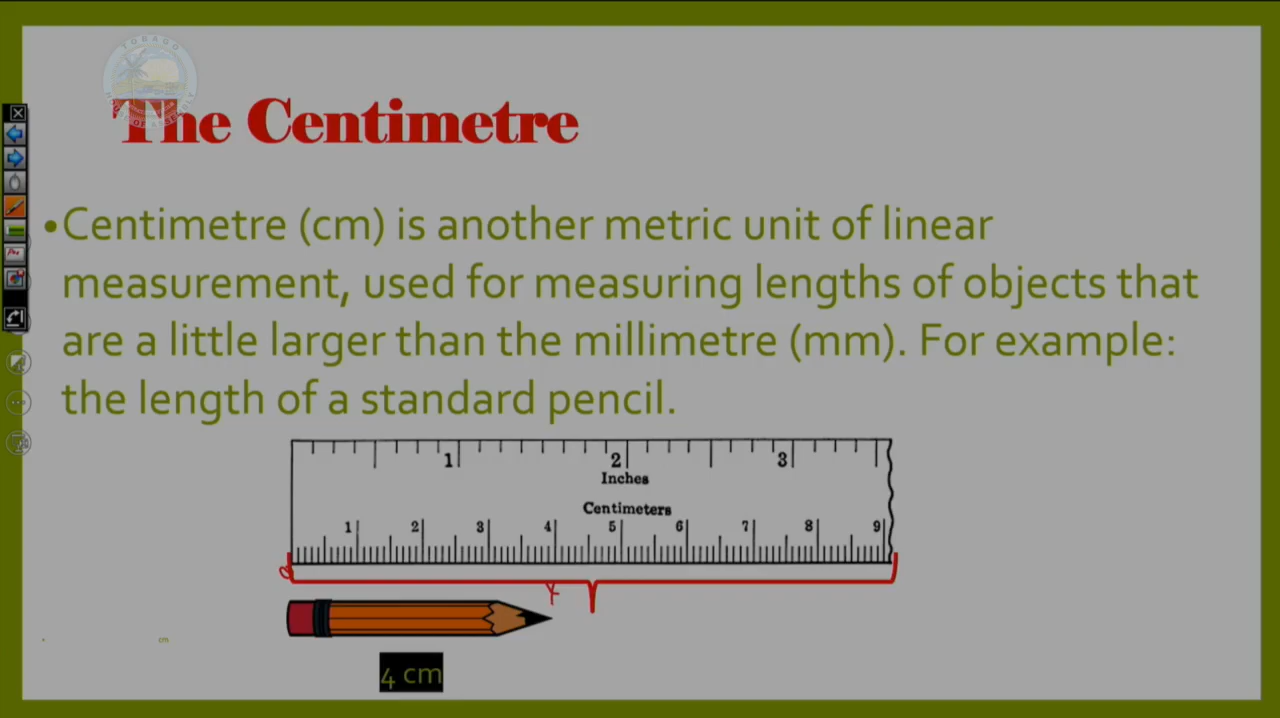 TOBAGO
The Centimetre
•Centimetre (cm) is another metric unit of linear
measurement, used for measuring lengths of objects that
are a little larger than the millimetre (mm). For example:
the length of a standard pencil.
1 2 3
Inches
Centimeters
1 2 3 4 5 6 7 8 9
cm
4 cm